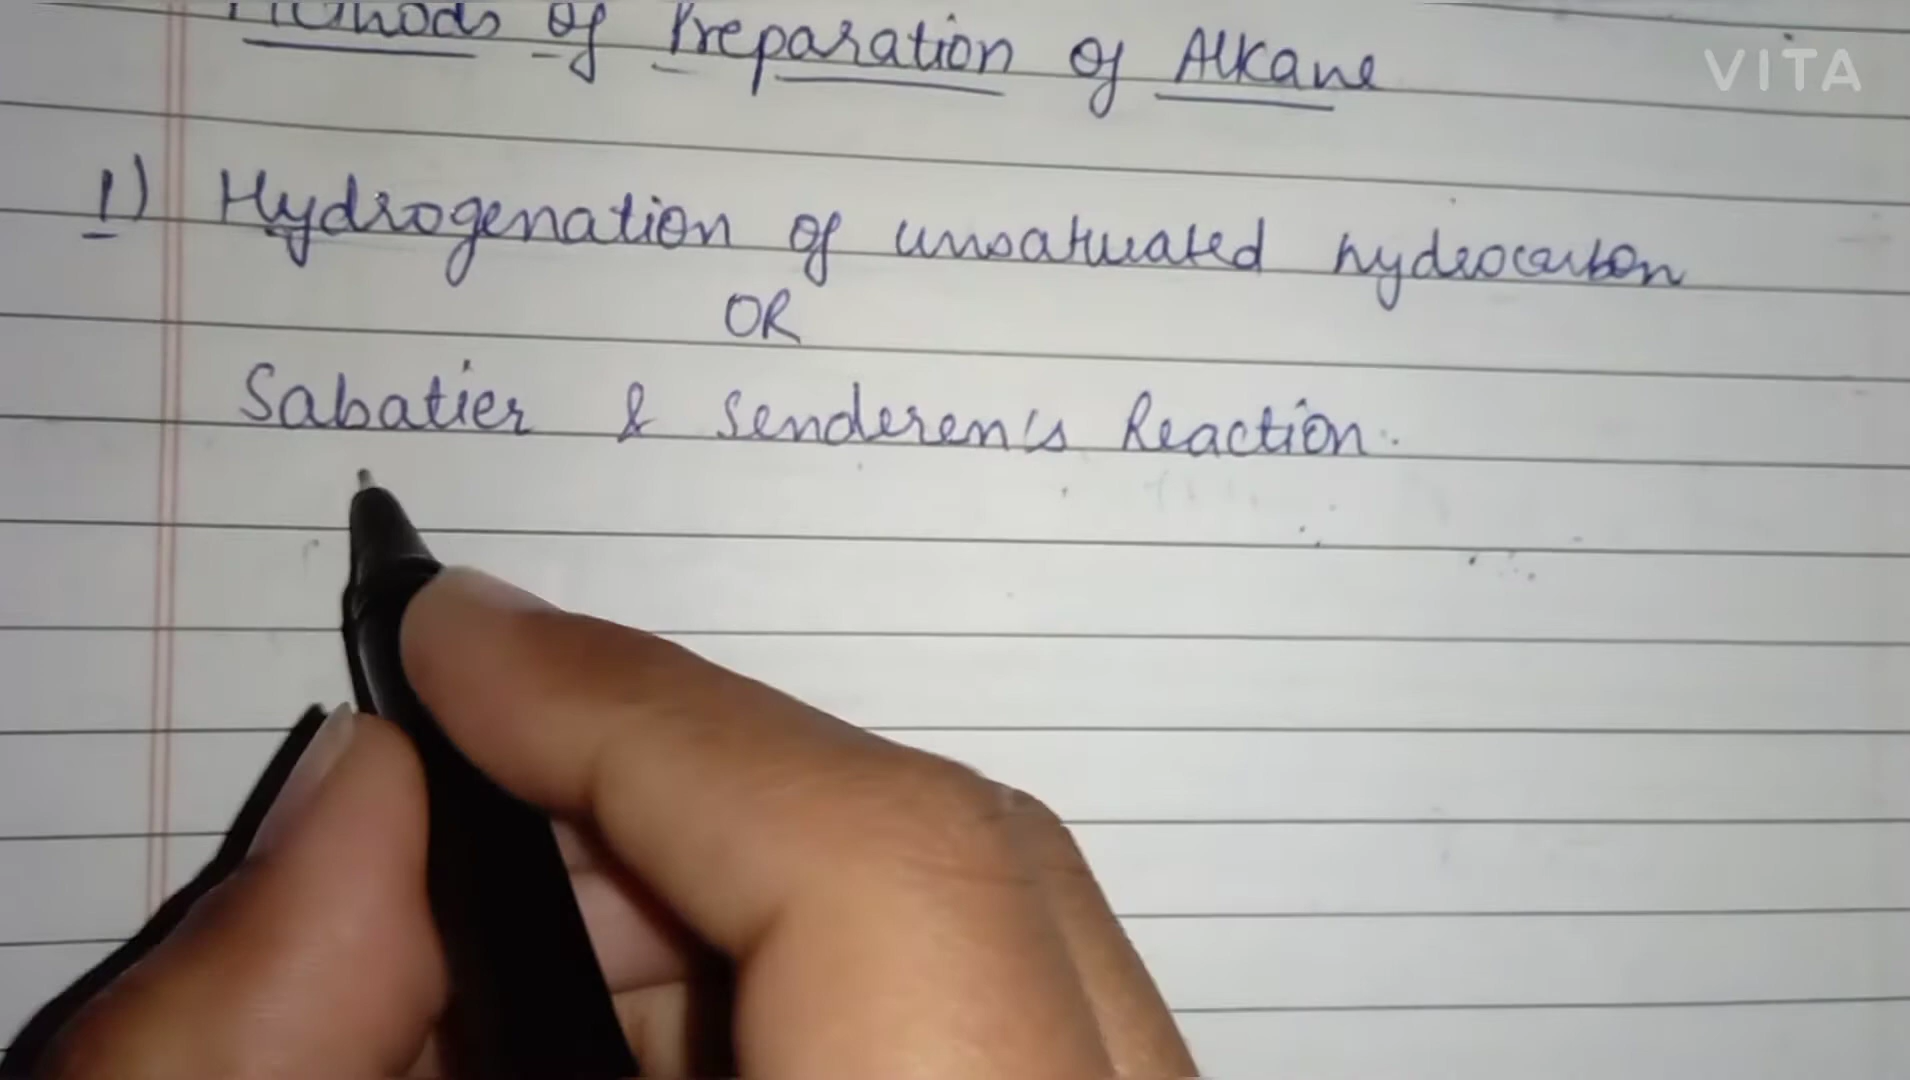 Methods of Preparation of Alkane
VITA
1) Hydrogenation of unsaturated hydrocarbon
OR
Sabatier & Senderen's Reaction.